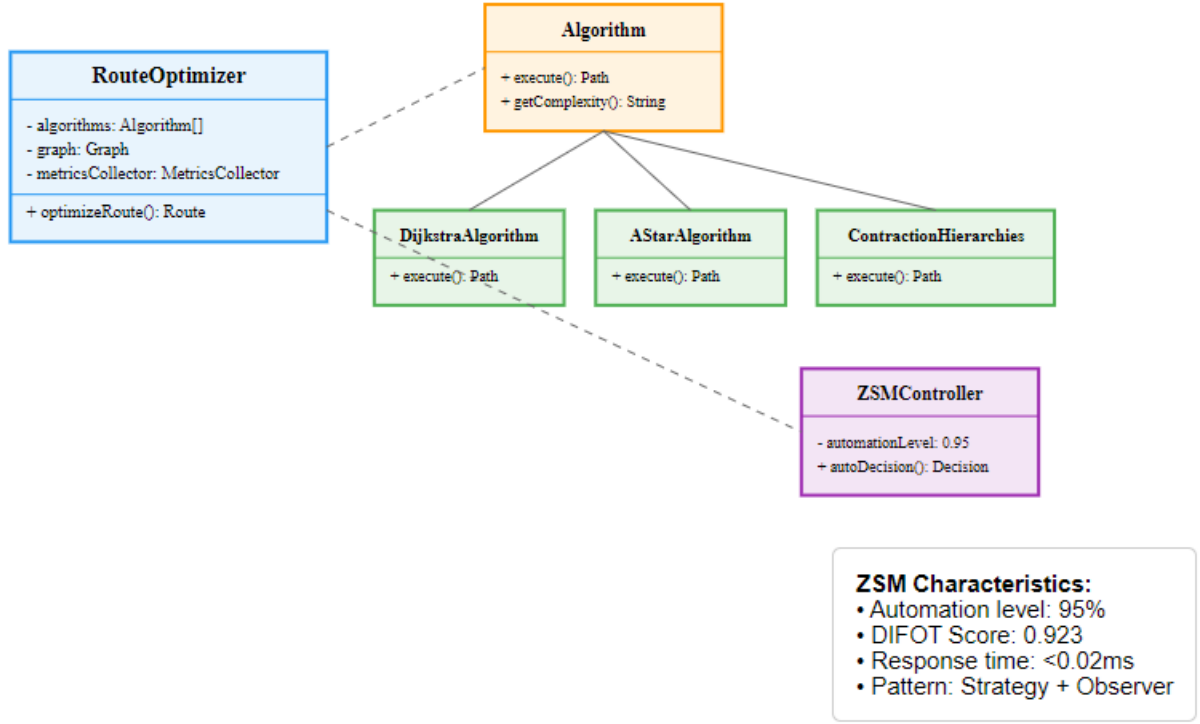 RouteOptimizer
- algorithms: Algorithm[]
- graph: Graph
- metricsCollector: MetricsCollector
+ optimizeRoute(): Route
Algorithm
+ execute(): Path
+ getComplexity(): String
DijkstraAlgorithm
+ execute(): Path
AStarAlgorithm
+ execute(): Path
ContractionHierarchies
+ execute(): Path
ZSMController
- automationLevel: 0.95
+ autoDecision(): Decision
ZSM Characteristics:
• Automation level: 95%
• DIFOT Score: 0.923
• Response time: <0.02ms
• Pattern: Strategy + Observer